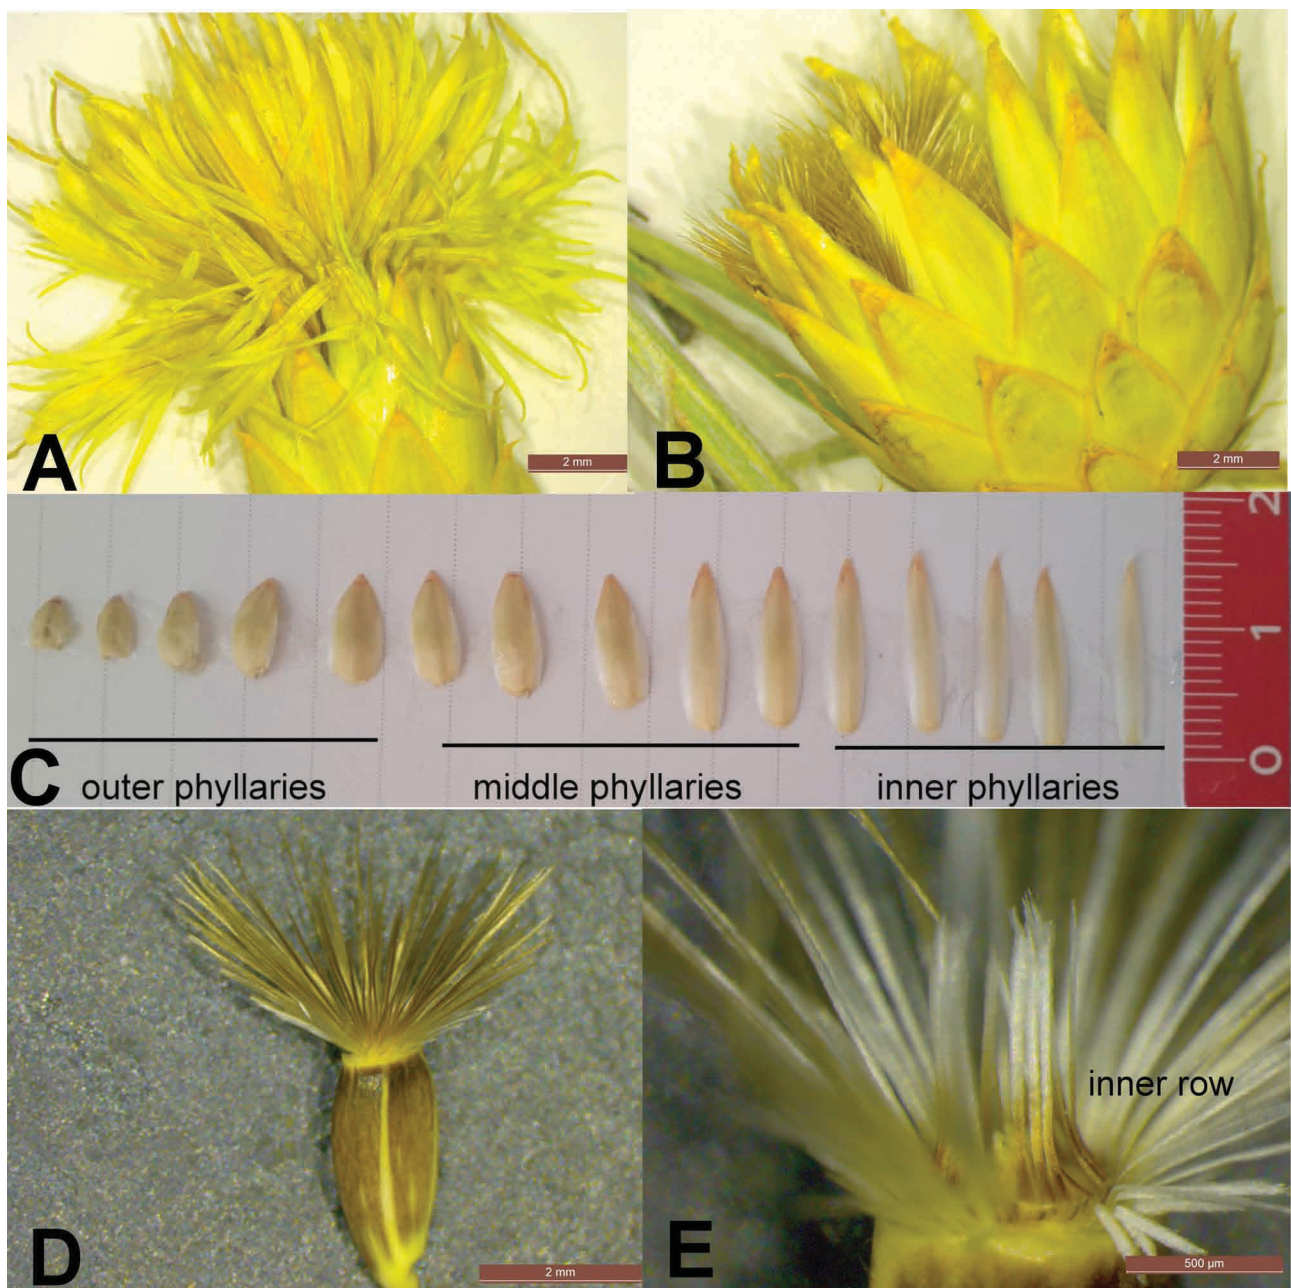 A
2 mm
B
2 mm
2
1
0
C
outer phyllaries
middle phyllaries
inner phyllaries
D
2 mm
inner row
E
500 µm